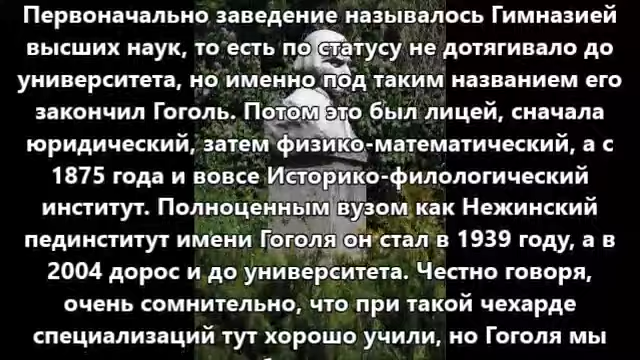 Первоначально заведение называлось Гимназией
высших наук, то есть по статусу не дотягивало до
университета, но именно под таким названием его
закончил Гоголь. Потом это был лицей, сначала
юридический, затем физико-математический, а с
1875 года и вовсе Историко-филологический
институт. Полноценным вузом как Нежинский
пединститут имени Гоголя он стал в 1939 году, а в
2004 дорос и до университета. Честно говоря,
очень сомнительно, что при такой чехарде
специализаций тут хорошо учили, но Гоголя мы